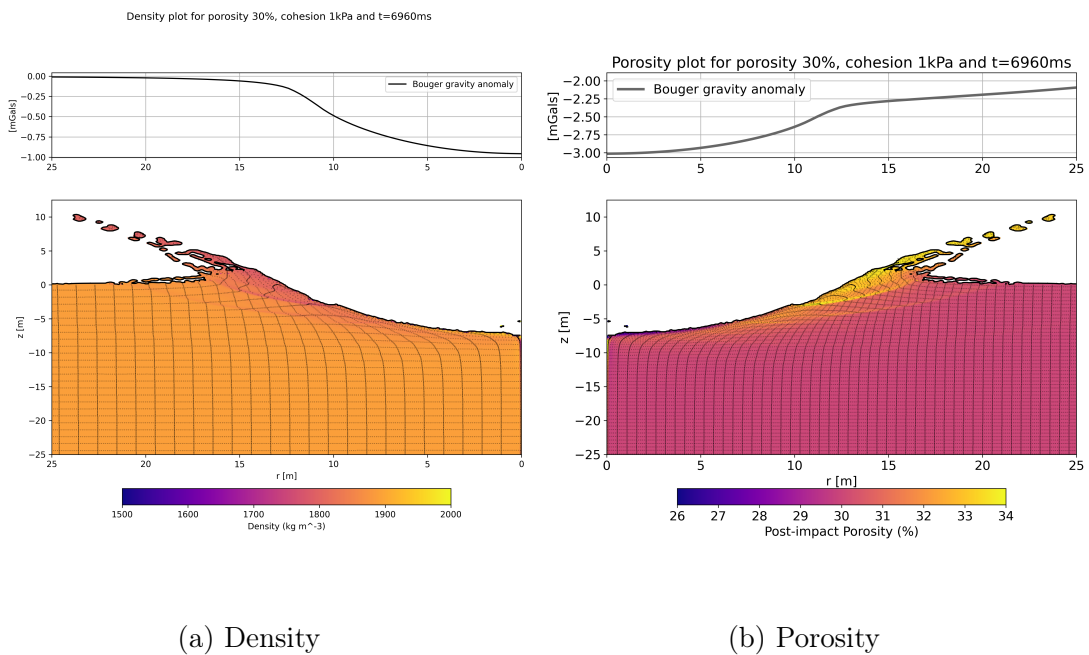 Density plot for porosity 30%, cohesion 1kPa and t=6960ms
0.00
−0.25
−0.50
−0.75
−1.00
[mGals]
Bouger gravity anomaly
25 20 15 10 5 0
10
5
0
−5
−10
−15
−20
−25
z [m]
25 20 15 10 5 0
r [m]
1500 1600 1700 1800 1900 2000
Density (kg m^-3)
(a) Density
Porosity plot for porosity 30%, cohesion 1kPa and t=6960ms
−2.00
−2.25
−2.50
−2.75
−3.00
[mGals]
Bouger gravity anomaly
0 5 10 15 20 25
10
5
0
−5
−10
−15
−20
−25
z [m]
0 5 10 15 20 25
r [m]
26 27 28 29 30 31 32 33 34
Post-impact Porosity (%)
(b) Porosity